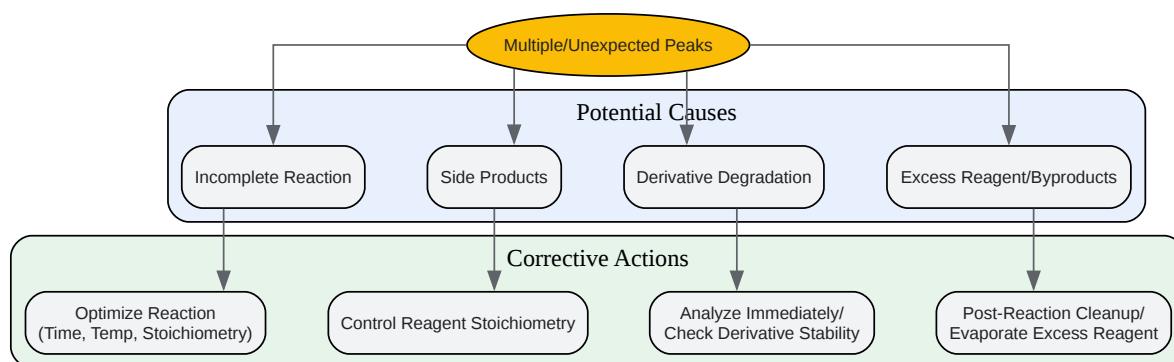 Multiple/Unexpected Peaks
Potential Causes
Incomplete Reaction
Side Products
Derivative Degradation
Excess Reagent/Byproducts
Corrective Actions
Optimize Reaction
(Time, Temp, Stoichiometry)
Control Reagent Stoichiometry
Analyze Immediately/
Check Derivative Stability
Post-Reaction Cleanup/
Evaporate Excess Reagent